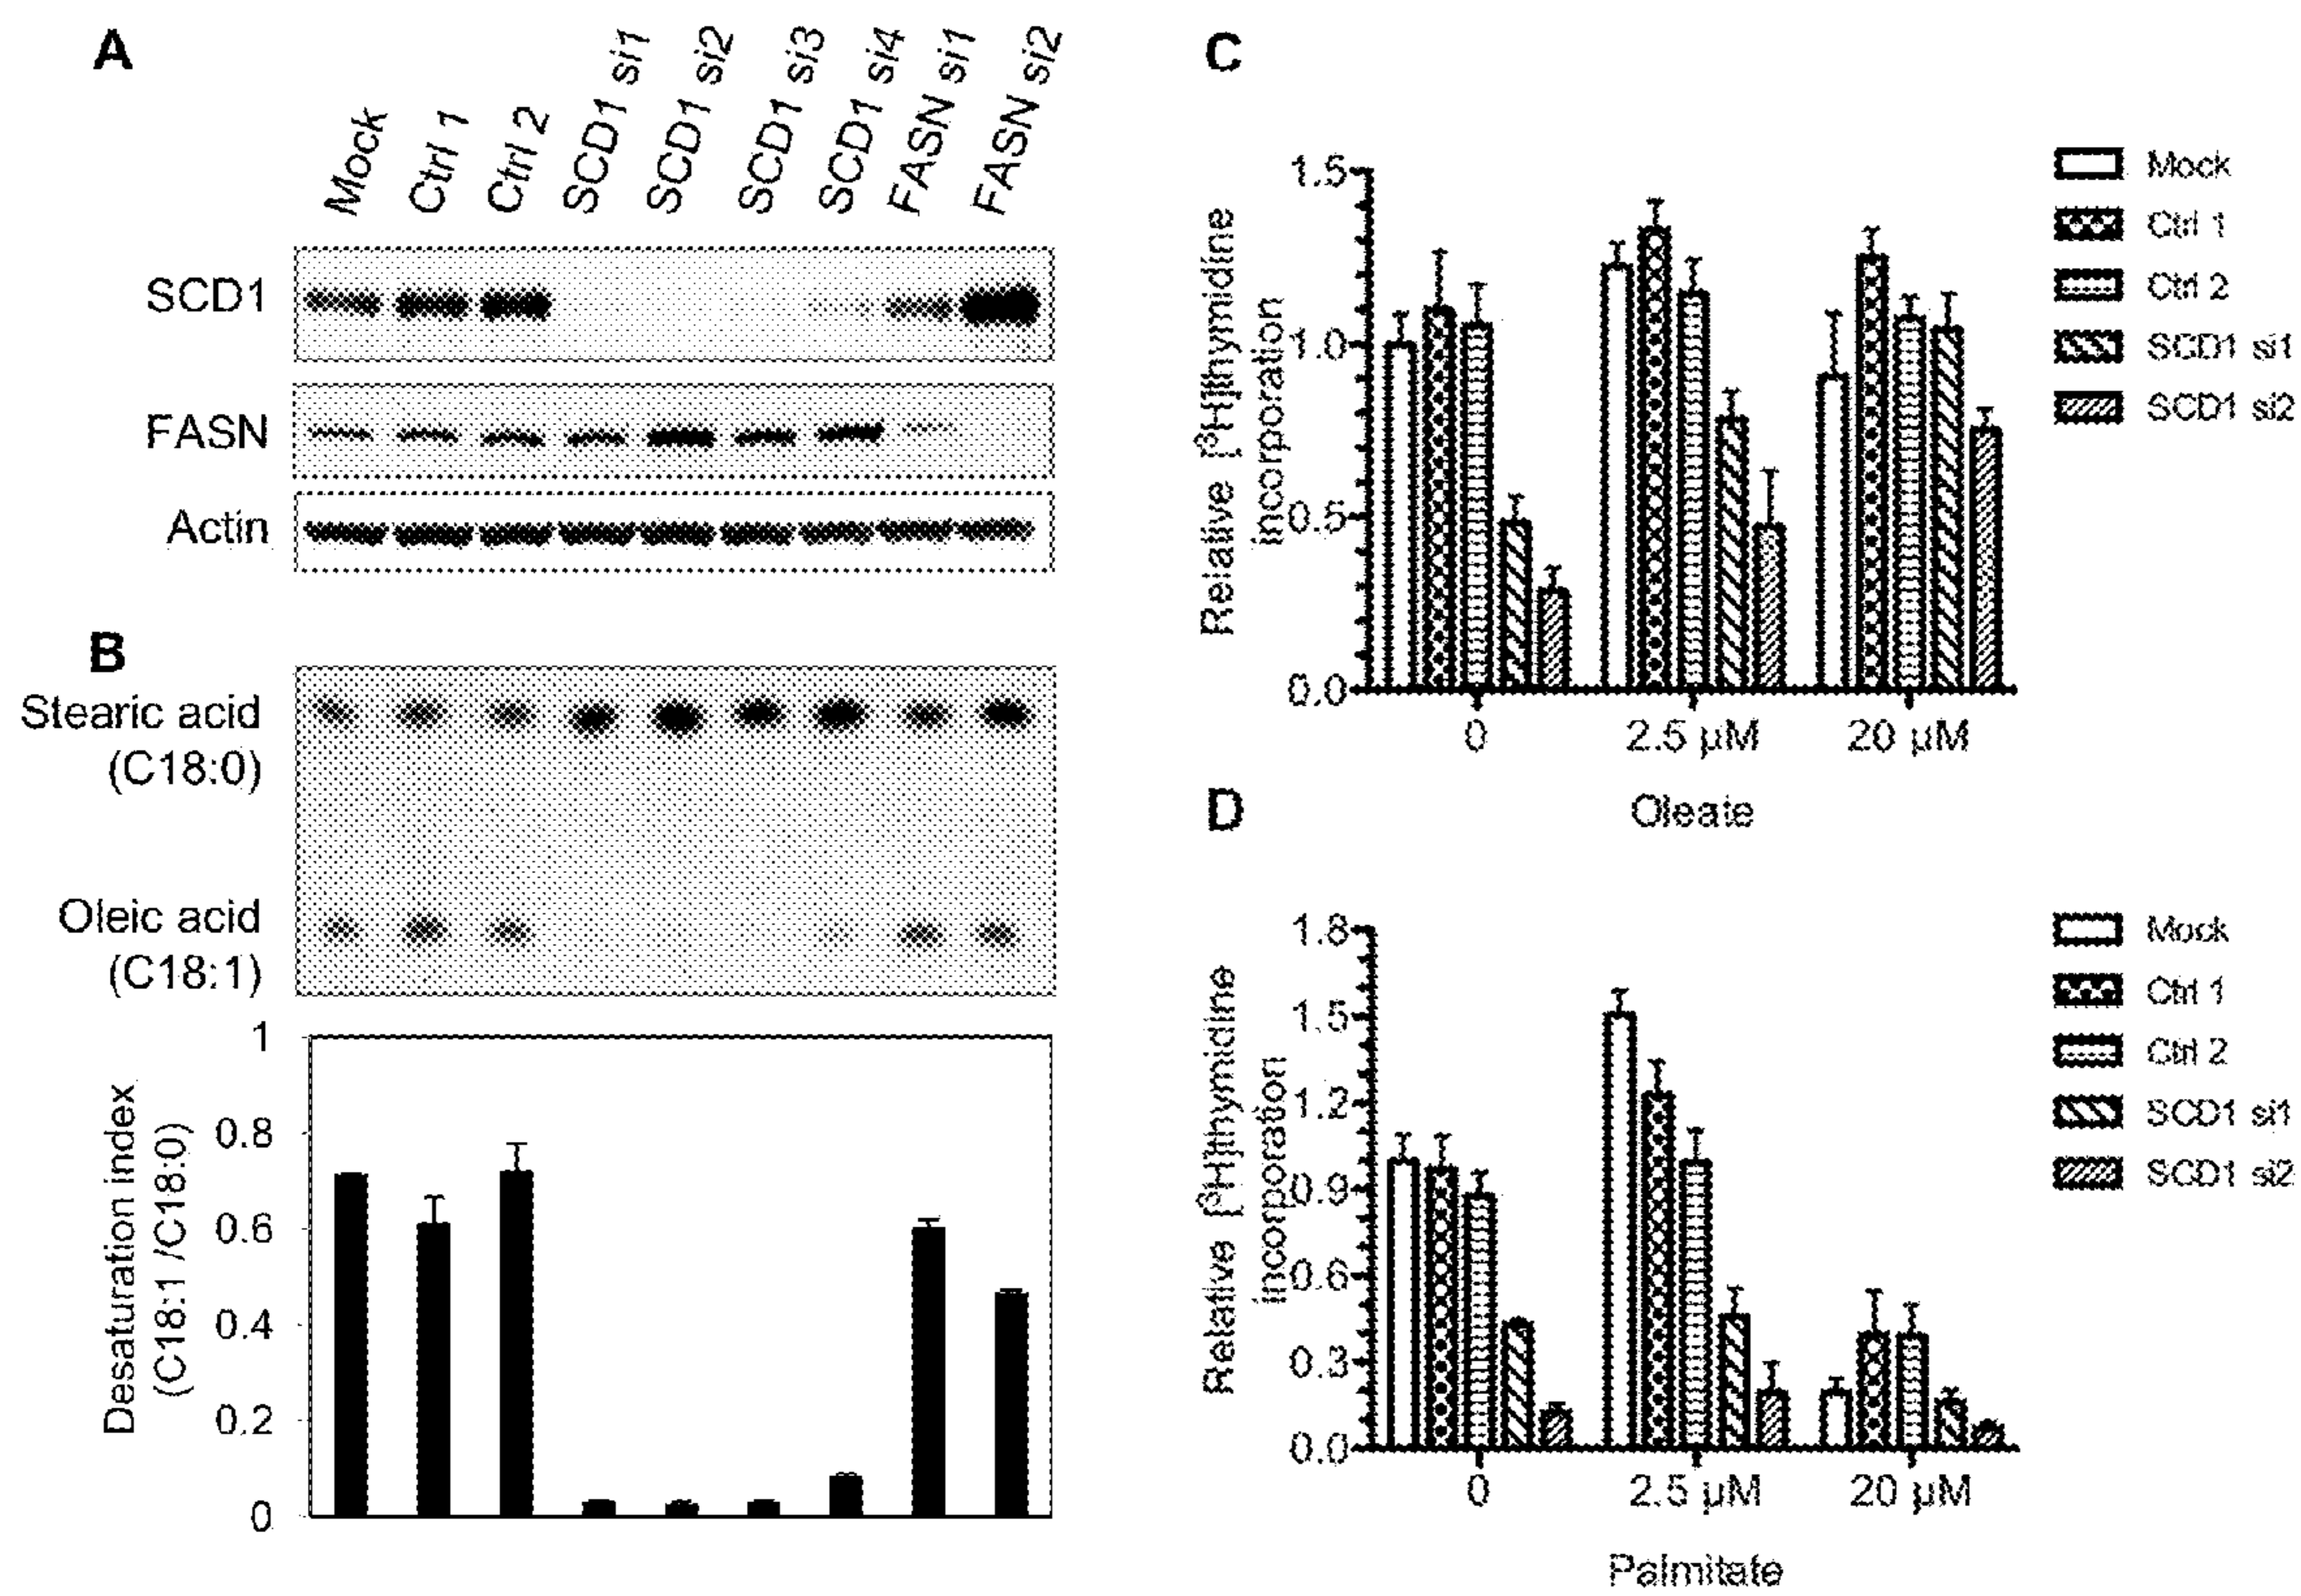 A
Mock
Ctrl 1
Ctrl 2
SCD1 si1
SCD1 si2
SCD1 si3
SCD1 si4
FASN si1
FASN si2
SCD1
FASN
Actin
B
Stearic acid
(C18:0)
Oleic acid
(C18:1)
Desaturation index
(C18:1 /C18:0)
1
0.8
0.6
0.4
0.2
0
C
Relative [³H]thymidine
incorporation
1.5
1.0
0.5
0.0
0
2.5 µM
20 µM
Oleate
Mock
Ctrl 1
Ctrl 2
SCD1 si1
SCD1 si2
D
Relative [³H]thymidine
incorporation
1.8
1.5
1.2
0.9
0.6
0.3
0.0
0
2.5 µM
20 µM
Palmitate
Mock
Ctrl 1
Ctrl 2
SCD1 si1
SCD1 si2